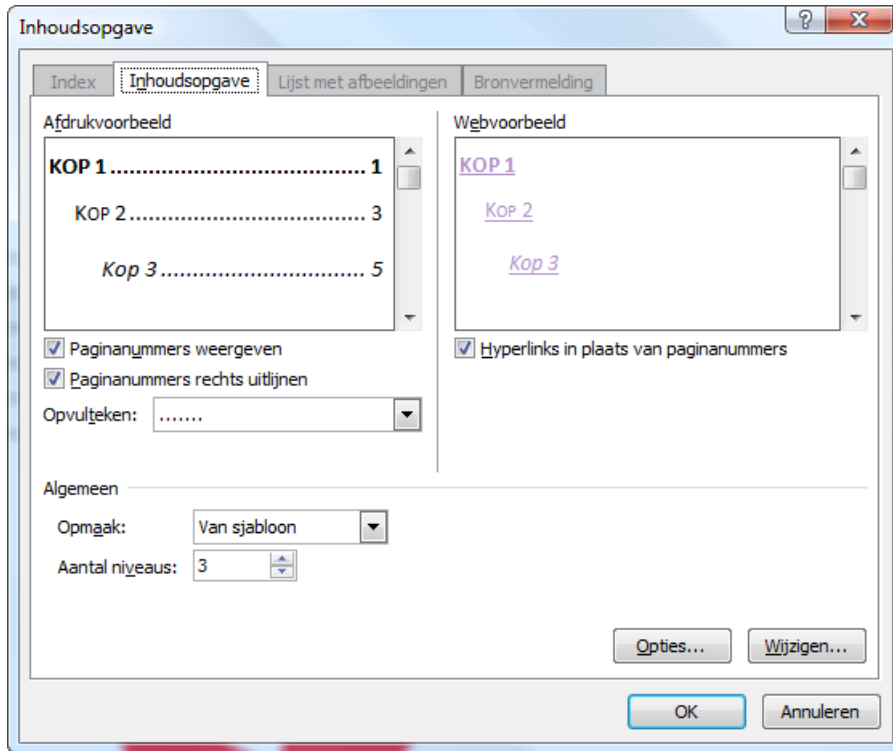 Inhoudsopgave
Index Inhoudsopgave Lijst met afbeeldingen Bronvermelding
Afdrukvoorbeeld
KOP 1 ........................................ 1
KOP 2 .................................... 3
Kop 3 ............................... 5
Paginanummers weergeven
Paginanummers rechts uitlijnen
Opvulteken: .......
Webvoorbeeld
KOP 1
KOP 2
Kop 3
Hyperlinks in plaats van paginanummers
Algemeen
Opmaak: Van sjabloon
Aantal niveaus: 3
Opties... Wijzigen...
OK Annuleren